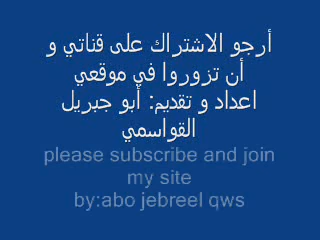 أرجو الاشتراك على قناتي و
أن تزوروا في موقعي
اعداد و تقديم: أبو جبريل
القواسمي
please subscribe and join
my site
by:abo jebreel qws